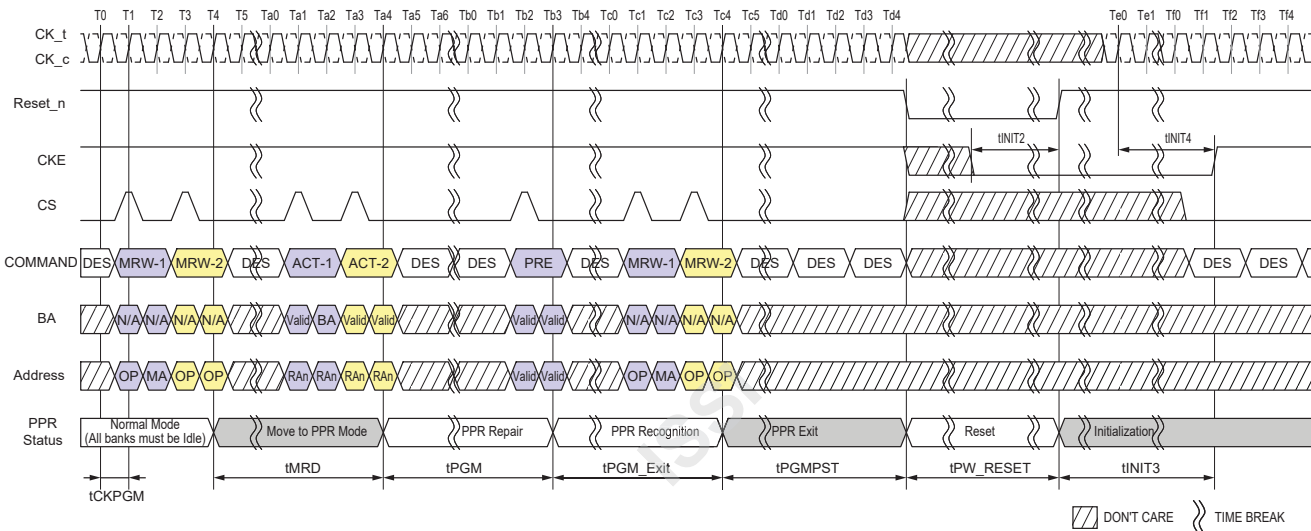 T0 T1 T2 T3 T4 T5 Ta0 Ta1 Ta2 Ta3 Ta4 Ta5 Ta6 Tb0 Tb1 Tb2 Tb3 Tb4 Tc0 Tc1 Tc2 Tc3 Tc4 Tc5 Td0 Td1 Td2 Td3 Td4 Te0 Te1 Tf0 Tf1 Tf2 Tf3 Tf4
CK_t
CK_c
Reset_n
tINIT2 tINIT4
CKE
CS
COMMAND DES MRW-1 MRW-2 DES ACT-1 ACT-2 DES DES PRE DES MRW-1 MRW-2 DES DES DES DES DES
BA N/A N/A N/A N/A Valid BA Valid Valid Valid Valid N/A N/A N/A N/A
Address OP MA OP OP RAn RAn RAn RAn Valid Valid OP MA OP OP
PPR
Status
Normal Mode
(All banks must be Idle)
Move to PPR Mode PPR Repair PPR Recognition PPR Exit Reset Initialization
tCKPGM tMRD tPGM tPGM_Exit tPGMPST tPW_RESET tINIT3
DON'T CARE TIME BREAK
ISSI